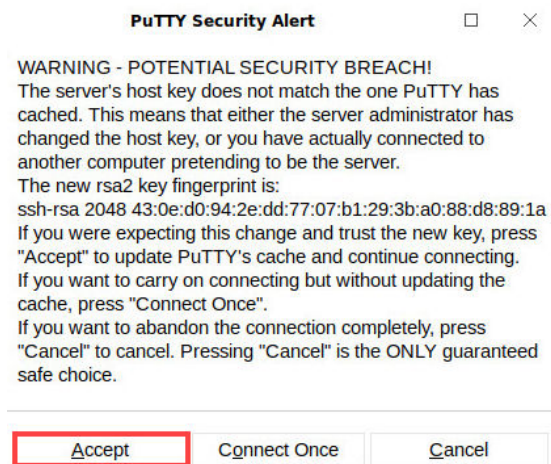 PuTTY Security Alert
WARNING - POTENTIAL SECURITY BREACH!
The server's host key does not match the one PuTTY has
cached. This means that either the server administrator has
changed the host key, or you have actually connected to
another computer pretending to be the server.
The new rsa2 key fingerprint is:
ssh-rsa 2048 43:0e:d0:94:2e:dd:77:07:b1:29:3b:a0:88:d8:89:1a
If you were expecting this change and trust the new key, press
"Accept" to update PuTTY's cache and continue connecting.
If you want to carry on connecting but without updating the
cache, press "Connect Once".
If you want to abandon the connection completely, press
"Cancel" to cancel. Pressing "Cancel" is the ONLY guaranteed
safe choice.
Accept Connect Once Cancel